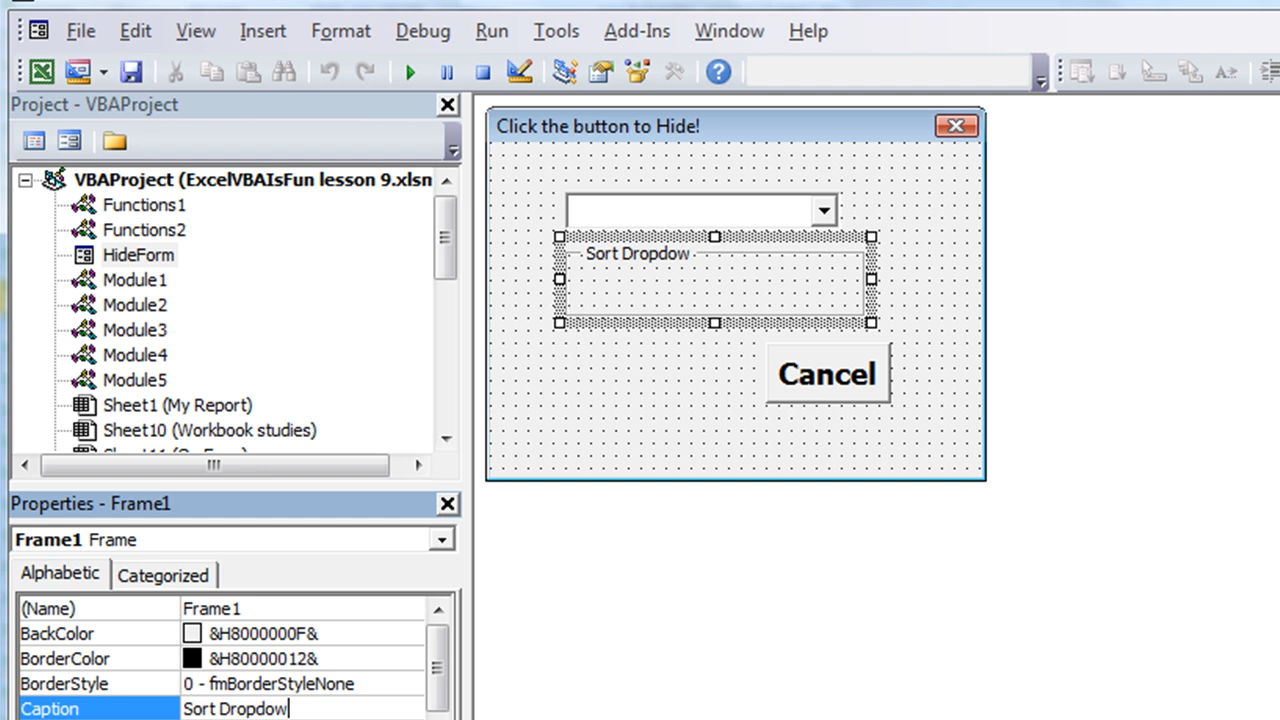 File Edit View Insert Format Debug Run Tools Add-Ins Window Help
Project - VBAProject
VBAProject (ExcelVBAIsFun lesson 9.xlsm
Functions1
Functions2
HideForm
Module1
Module2
Module3
Module4
Module5
Sheet1 (My Report)
Sheet10 (Workbook studies)
Click the button to Hide!
Sort Dropdow
Cancel
Properties - Frame1
Frame1 Frame
Alphabetic Categorized
(Name) Frame1
BackColor &H8000000F&
BorderColor &H80000012&
BorderStyle 0 - fmBorderStyleNone
Caption Sort Dropdow